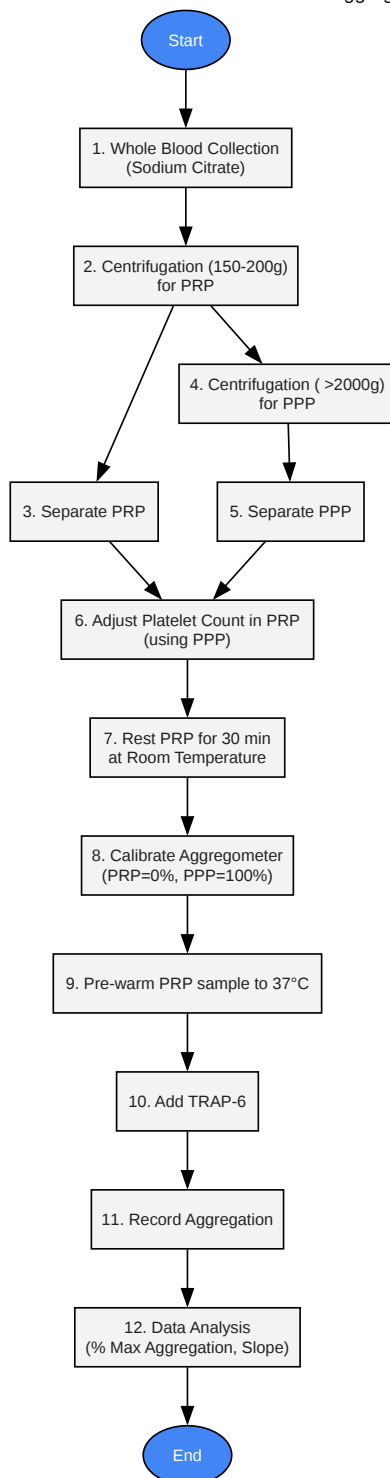 Start
1. Whole Blood Collection
(Sodium Citrate)
2. Centrifugation (150-200g)
for PRP
4. Centrifugation ( >2000g)
for PPP
3. Separate PRP
5. Separate PPP
6. Adjust Platelet Count in PRP
(using PPP)
7. Rest PRP for 30 min
at Room Temperature
8. Calibrate Aggregometer
(PRP=0%, PPP=100%)
9. Pre-warm PRP sample to 37°C
10. Add TRAP-6
11. Record Aggregation
12. Data Analysis
(% Max Aggregation, Slope)
End